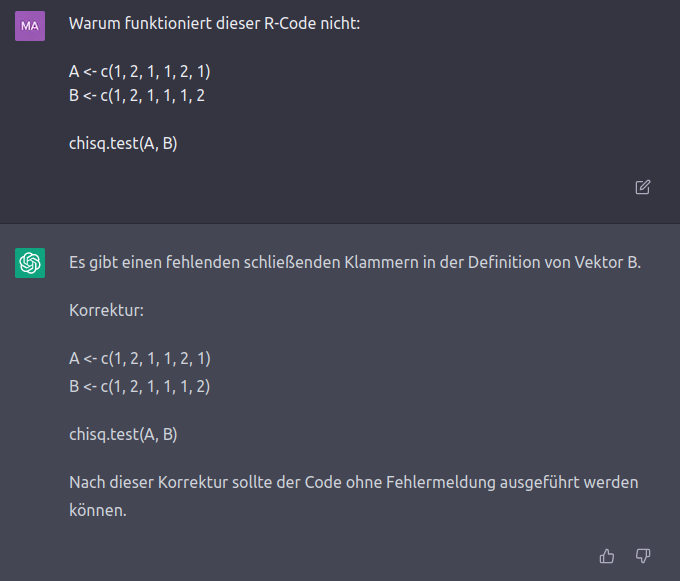 MA
Warum funktioniert dieser R-Code nicht:
A <- c(1, 2, 1, 1, 2, 1)
B <- c(1, 2, 1, 1, 1, 2
chisq.test(A, B)
Es gibt einen fehlenden schließenden Klammern in der Definition von Vektor B.
Korrektur:
A <- c(1, 2, 1, 1, 2, 1)
B <- c(1, 2, 1, 1, 1, 2)
chisq.test(A, B)
Nach dieser Korrektur sollte der Code ohne Fehlermeldung ausgeführt werden
können.